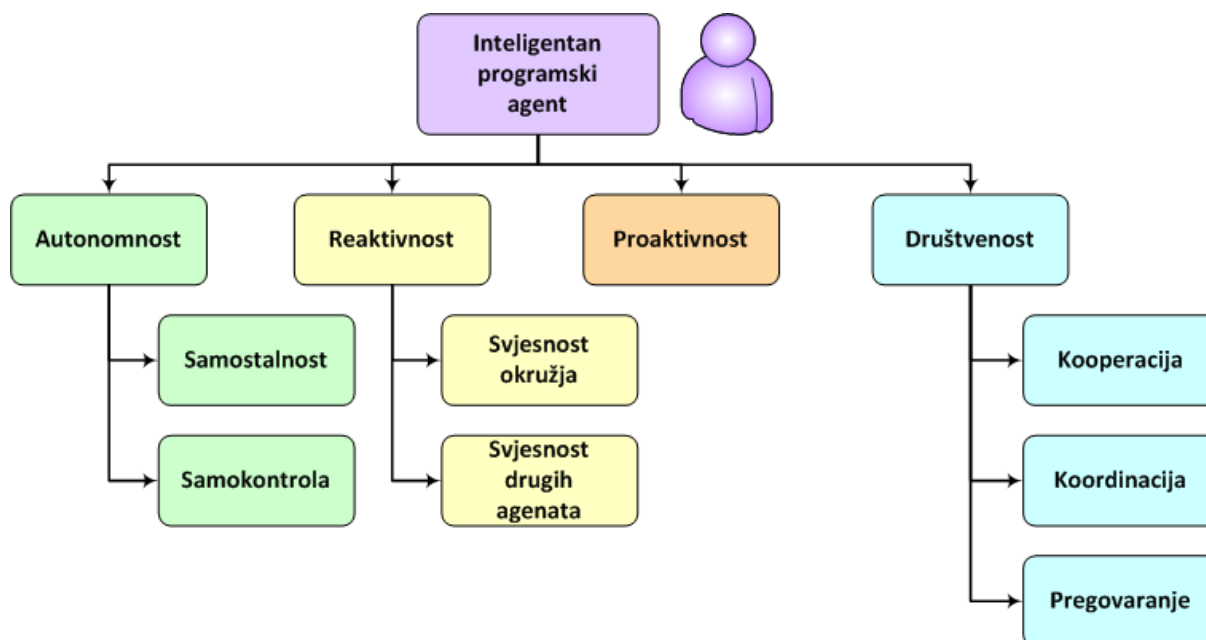 Inteligentan
programski
agent
Autonomnost
Reaktivnost
Proaktivnost
Društvenost
Samostalnost
Svjesnost
okružja
Kooperacija
Samokontrola
Svjesnost
drugih
agenata
Koordinacija
Pregovaranje